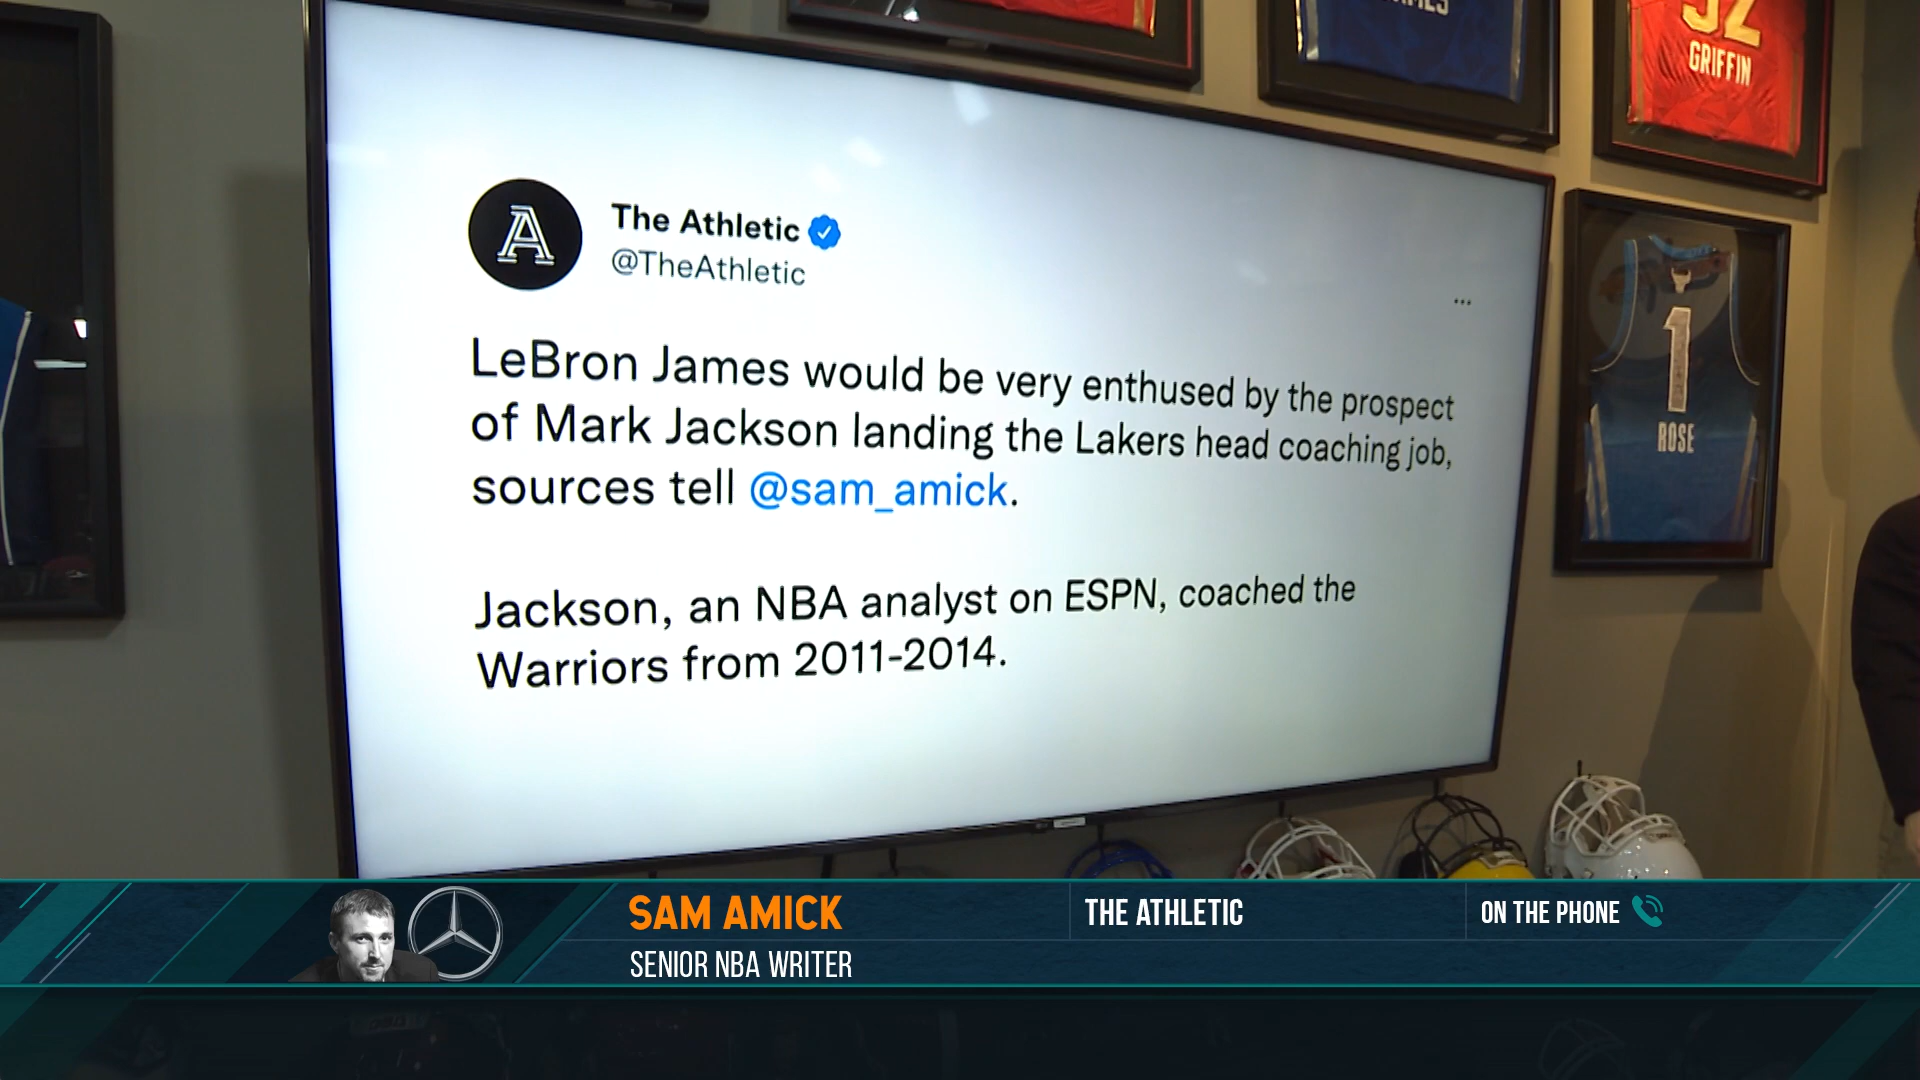 GRIFFIN
The Athletic
@TheAthletic
...
LeBron James would be very enthused by the prospect
of Mark Jackson landing the Lakers head coaching job,
sources tell @sam_amick.
Jackson, an NBA analyst on ESPN, coached the
Warriors from 2011-2014.
1
ROSE
SAM AMICK
THE ATHLETIC
ON THE PHONE
SENIOR NBA WRITER